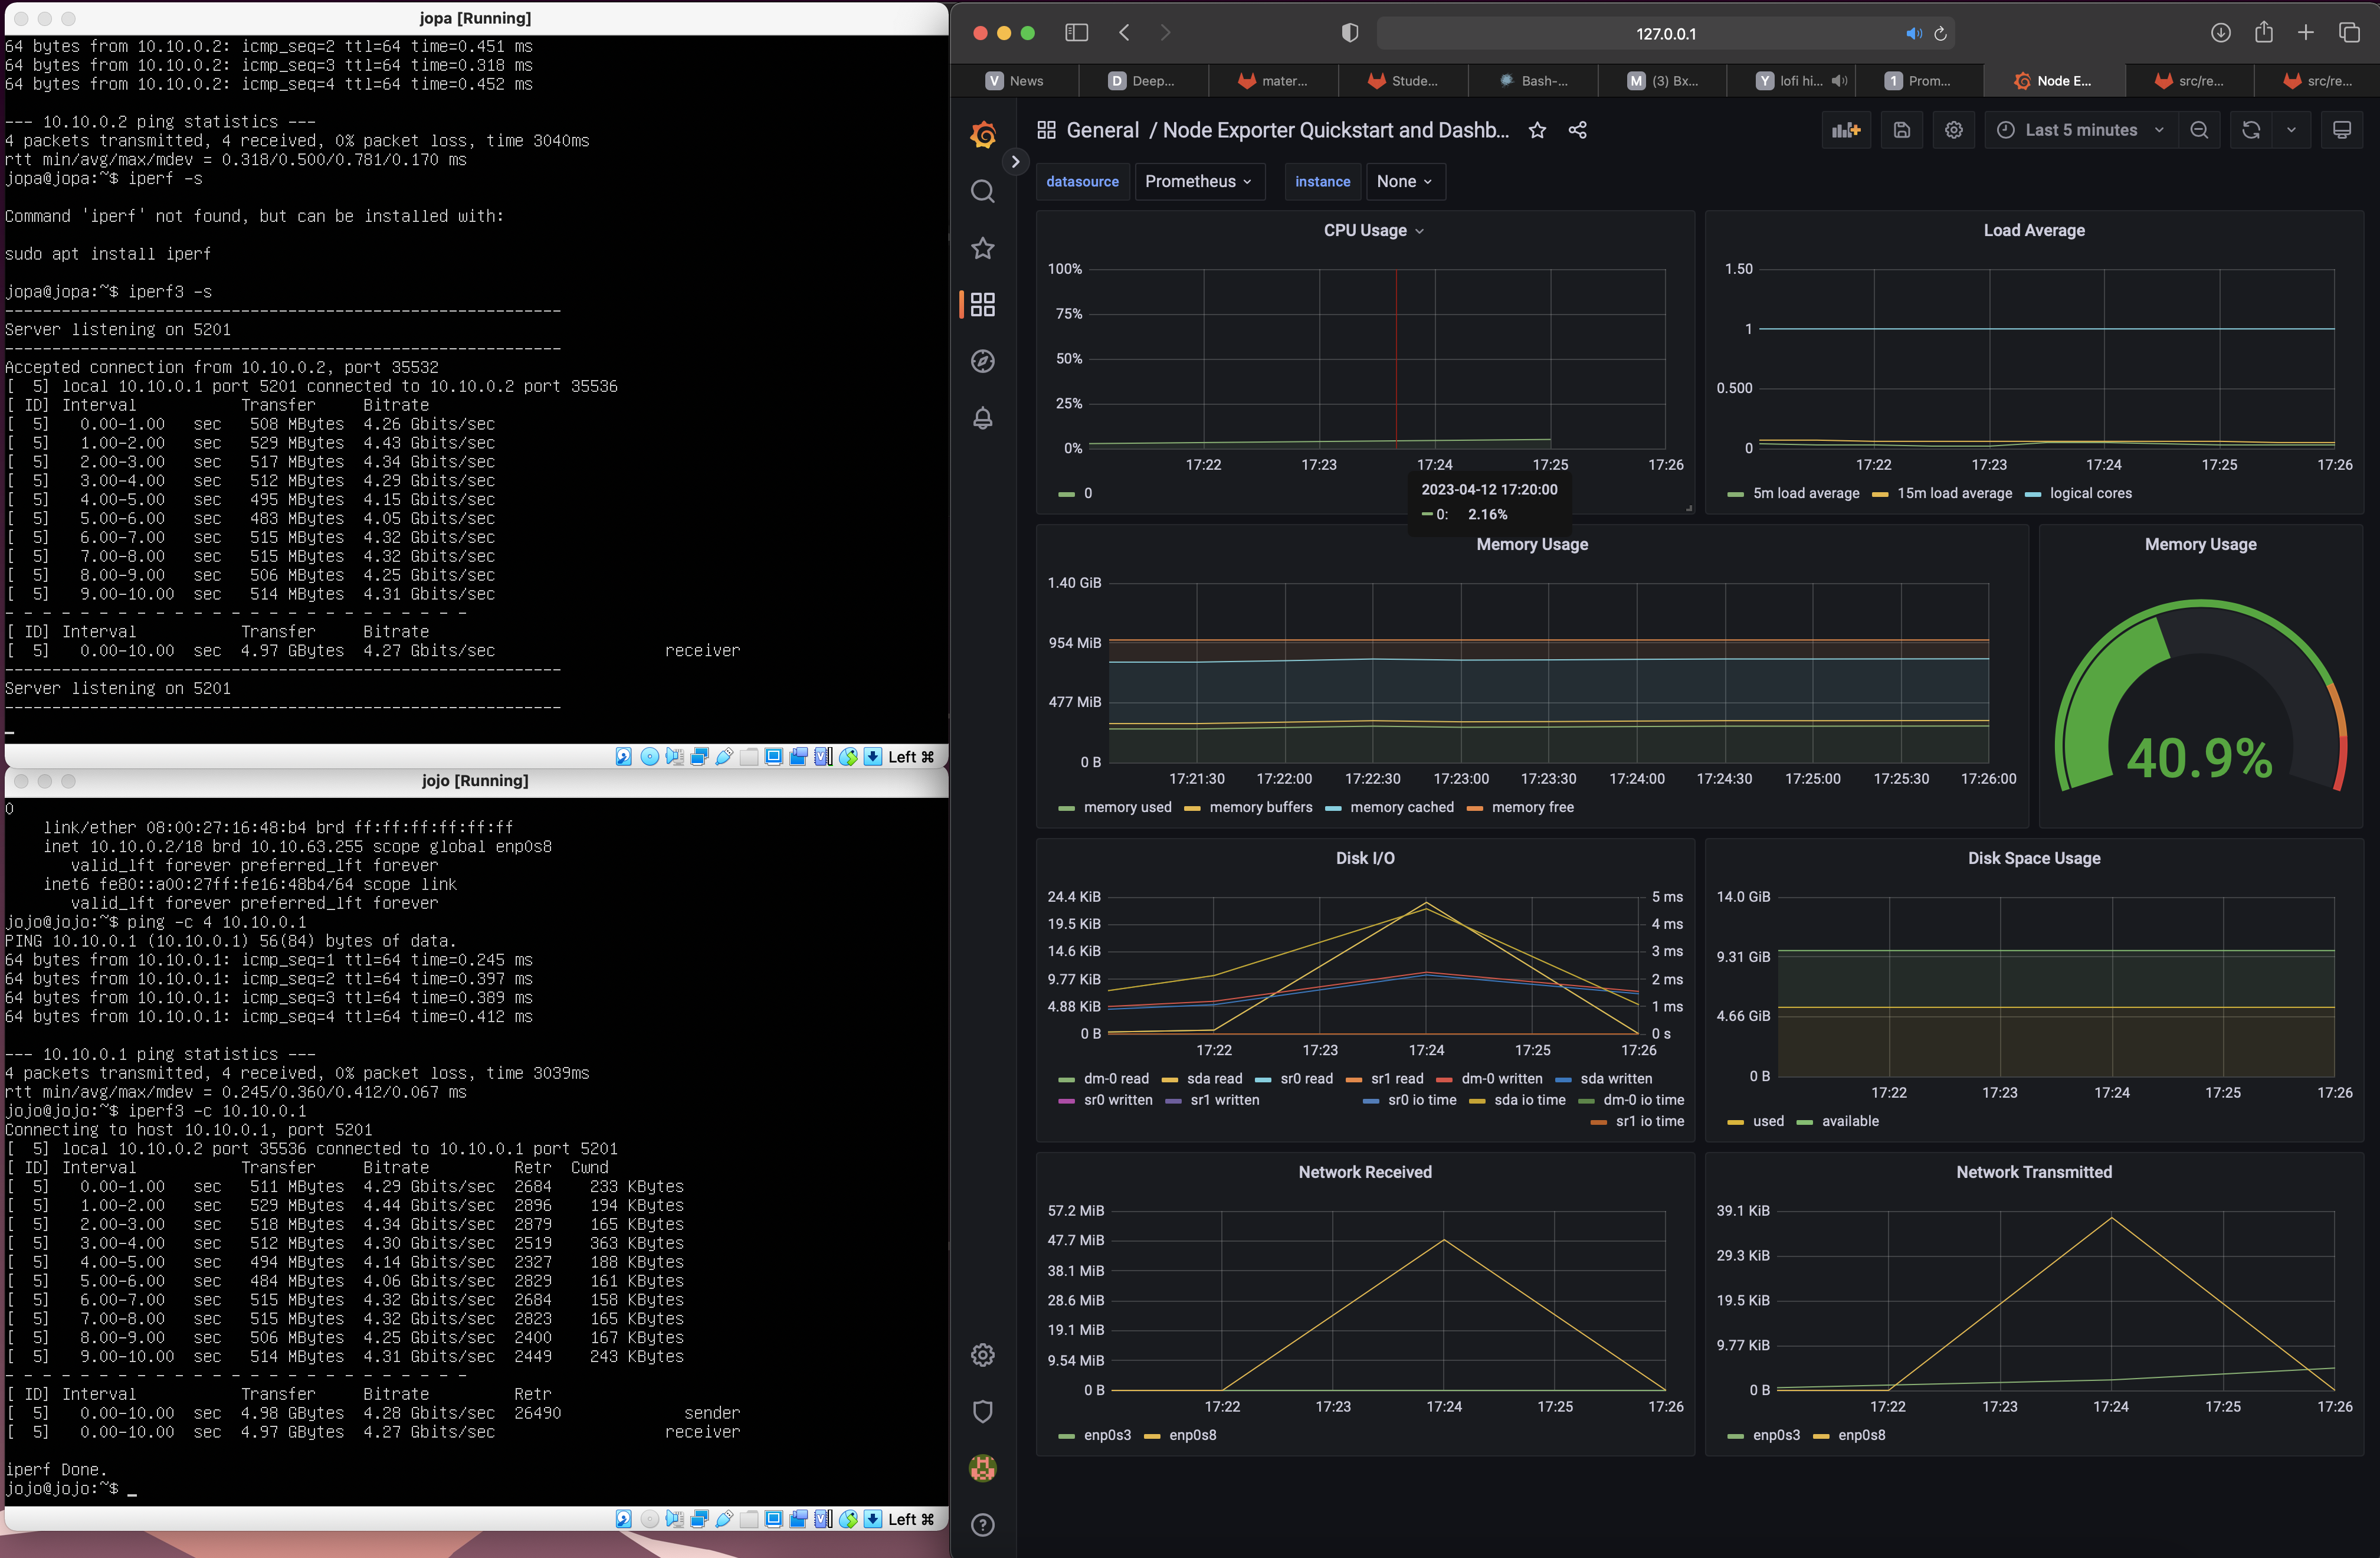 jopa [Running]
64 bytes from 10.10.0.2: icmp_seq=2 ttl=64 time=0.451 ms
64 bytes from 10.10.0.2: icmp_seq=3 ttl=64 time=0.318 ms
64 bytes from 10.10.0.2: icmp_seq=4 ttl=64 time=0.452 ms
--- 10.10.0.2 ping statistics ---
4 packets transmitted, 4 received, 0% packet loss, time 3040ms
rtt min/avg/max/mdev = 0.318/0.500/0.781/0.170 ms
jopa@jopa:~$ iperf -s
Command 'iperf' not found, but can be installed with:
sudo apt install iperf
jopa@jopa:~$ iperf3 -s
-----------------------------------------------------------
Server listening on 5201
-----------------------------------------------------------
Accepted connection from 10.10.0.2, port 35532
[  5] local 10.10.0.1 port 5201 connected to 10.10.0.2 port 35536
[ ID] Interval           Transfer     Bitrate
[  5]   0.00-1.00   sec   508 MBytes  4.26 Gbits/sec
[  5]   1.00-2.00   sec   529 MBytes  4.43 Gbits/sec
[  5]   2.00-3.00   sec   517 MBytes  4.34 Gbits/sec
[  5]   3.00-4.00   sec   512 MBytes  4.29 Gbits/sec
[  5]   4.00-5.00   sec   495 MBytes  4.15 Gbits/sec
[  5]   5.00-6.00   sec   483 MBytes  4.05 Gbits/sec
[  5]   6.00-7.00   sec   515 MBytes  4.32 Gbits/sec
[  5]   7.00-8.00   sec   515 MBytes  4.32 Gbits/sec
[  5]   8.00-9.00   sec   506 MBytes  4.25 Gbits/sec
[  5]   9.00-10.00  sec   514 MBytes  4.31 Gbits/sec
- - - - - - - - - - - - - - - - - - - - - - - - -
[ ID] Interval           Transfer     Bitrate
[  5]   0.00-10.00  sec  4.97 GBytes  4.27 Gbits/sec                  receiver
-----------------------------------------------------------
Server listening on 5201
-----------------------------------------------------------
_
Left ⌘
jojo [Running]
0
link/ether 08:00:27:16:48:b4 brd ff:ff:ff:ff:ff:ff
inet 10.10.0.2/18 brd 10.10.63.255 scope global enp0s8
valid_lft forever preferred_lft forever
inet6 fe80::a00:27ff:fe16:48b4/64 scope link
valid_lft forever preferred_lft forever
jojo@jojo:~$ ping -c 4 10.10.0.1
PING 10.10.0.1 (10.10.0.1) 56(84) bytes of data.
64 bytes from 10.10.0.1: icmp_seq=1 ttl=64 time=0.245 ms
64 bytes from 10.10.0.1: icmp_seq=2 ttl=64 time=0.397 ms
64 bytes from 10.10.0.1: icmp_seq=3 ttl=64 time=0.389 ms
64 bytes from 10.10.0.1: icmp_seq=4 ttl=64 time=0.412 ms
--- 10.10.0.1 ping statistics ---
4 packets transmitted, 4 received, 0% packet loss, time 3039ms
rtt min/avg/max/mdev = 0.245/0.360/0.412/0.067 ms
jojo@jojo:~$ iperf3 -c 10.10.0.1
Connecting to host 10.10.0.1, port 5201
[  5] local 10.10.0.2 port 35536 connected to 10.10.0.1 port 5201
[ ID] Interval           Transfer     Bitrate         Retr  Cwnd
[  5]   0.00-1.00   sec   511 MBytes  4.29 Gbits/sec  2684    233 KBytes
[  5]   1.00-2.00   sec   529 MBytes  4.44 Gbits/sec  2896    194 KBytes
[  5]   2.00-3.00   sec   518 MBytes  4.34 Gbits/sec  2879    165 KBytes
[  5]   3.00-4.00   sec   512 MBytes  4.30 Gbits/sec  2519    363 KBytes
[  5]   4.00-5.00   sec   494 MBytes  4.14 Gbits/sec  2327    188 KBytes
[  5]   5.00-6.00   sec   484 MBytes  4.06 Gbits/sec  2829    161 KBytes
[  5]   6.00-7.00   sec   515 MBytes  4.32 Gbits/sec  2684    158 KBytes
[  5]   7.00-8.00   sec   515 MBytes  4.32 Gbits/sec  2823    165 KBytes
[  5]   8.00-9.00   sec   506 MBytes  4.25 Gbits/sec  2400    167 KBytes
[  5]   9.00-10.00  sec   514 MBytes  4.31 Gbits/sec  2449    243 KBytes
- - - - - - - - - - - - - - - - - - - - - - - - -
[ ID] Interval           Transfer     Bitrate         Retr
[  5]   0.00-10.00  sec  4.98 GBytes  4.28 Gbits/sec  26490             sender
[  5]   0.00-10.00  sec  4.97 GBytes  4.27 Gbits/sec                  receiver
iperf Done.
jojo@jojo:~$ _
Left ⌘
127.0.0.1
V News
D Deep...
mater...
Stude...
Bash-...
M (3) Bx...
Y lofi hi...
1 Prom...
Node E...
src/re...
src/re...
General / Node Exporter Quickstart and Dashb...
Last 5 minutes
datasource Prometheus
instance None
CPU Usage
100%
75%
50%
25%
0%
17:22 17:23 17:24 17:25 17:26
0
2023-04-12 17:20:00
0: 2.16%
Load Average
1.50
1
0.500
0
17:22 17:23 17:24 17:25 17:26
5m load average 15m load average logical cores
Memory Usage
1.40 GiB
954 MiB
477 MiB
0 B
17:21:30 17:22:00 17:22:30 17:23:00 17:23:30 17:24:00 17:24:30 17:25:00 17:25:30 17:26:00
memory used memory buffers memory cached memory free
Memory Usage
40.9%
Disk I/O
24.4 KiB
19.5 KiB
14.6 KiB
9.77 KiB
4.88 KiB
0 B
5 ms
4 ms
3 ms
2 ms
1 ms
0 s
17:22 17:23 17:24 17:25 17:26
dm-0 read sda read sr0 read sr1 read dm-0 written sda written
sr0 written sr1 written sr0 io time sda io time dm-0 io time
sr1 io time
Disk Space Usage
14.0 GiB
9.31 GiB
4.66 GiB
0 B
17:22 17:23 17:24 17:25 17:26
used available
Network Received
57.2 MiB
47.7 MiB
38.1 MiB
28.6 MiB
19.1 MiB
9.54 MiB
0 B
17:22 17:23 17:24 17:25 17:26
enp0s3 enp0s8
Network Transmitted
39.1 KiB
29.3 KiB
19.5 KiB
9.77 KiB
0 B
17:22 17:23 17:24 17:25 17:26
enp0s3 enp0s8